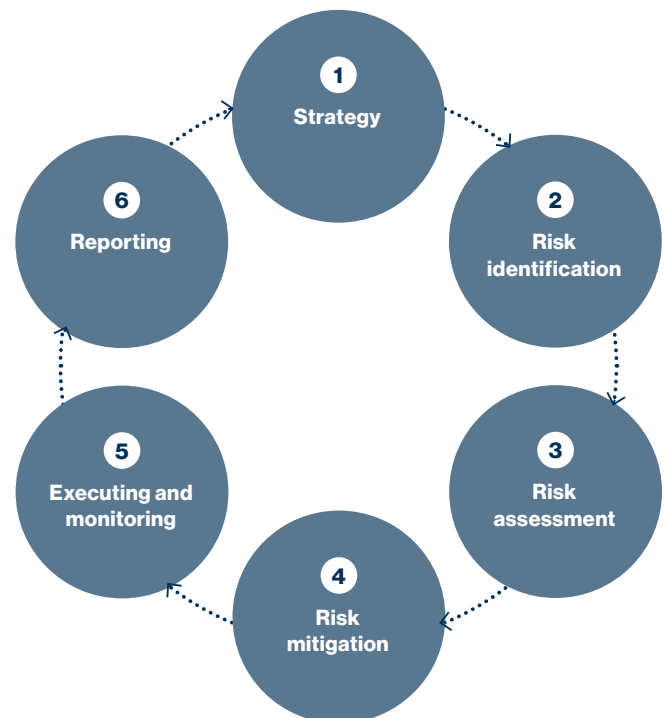 1
Strategy
2
Risk
identification
3
Risk
assessment
4
Risk
mitigation
5
Executing and
monitoring
6
Reporting